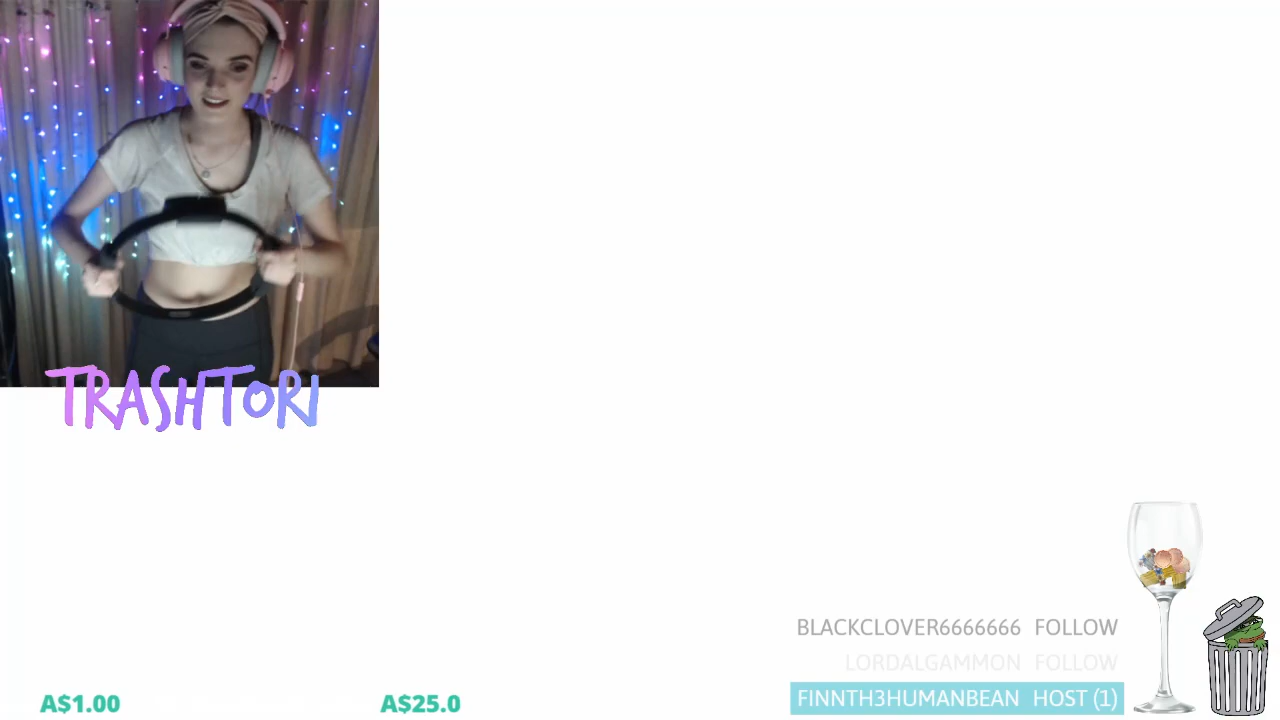 TRASHTORI
BLACKCLOVER6666666 FOLLOW
LORDALGAMMON FOLLOW
FINNTH3HUMANBEAN HOST (1)
A$1.00 A$25.0